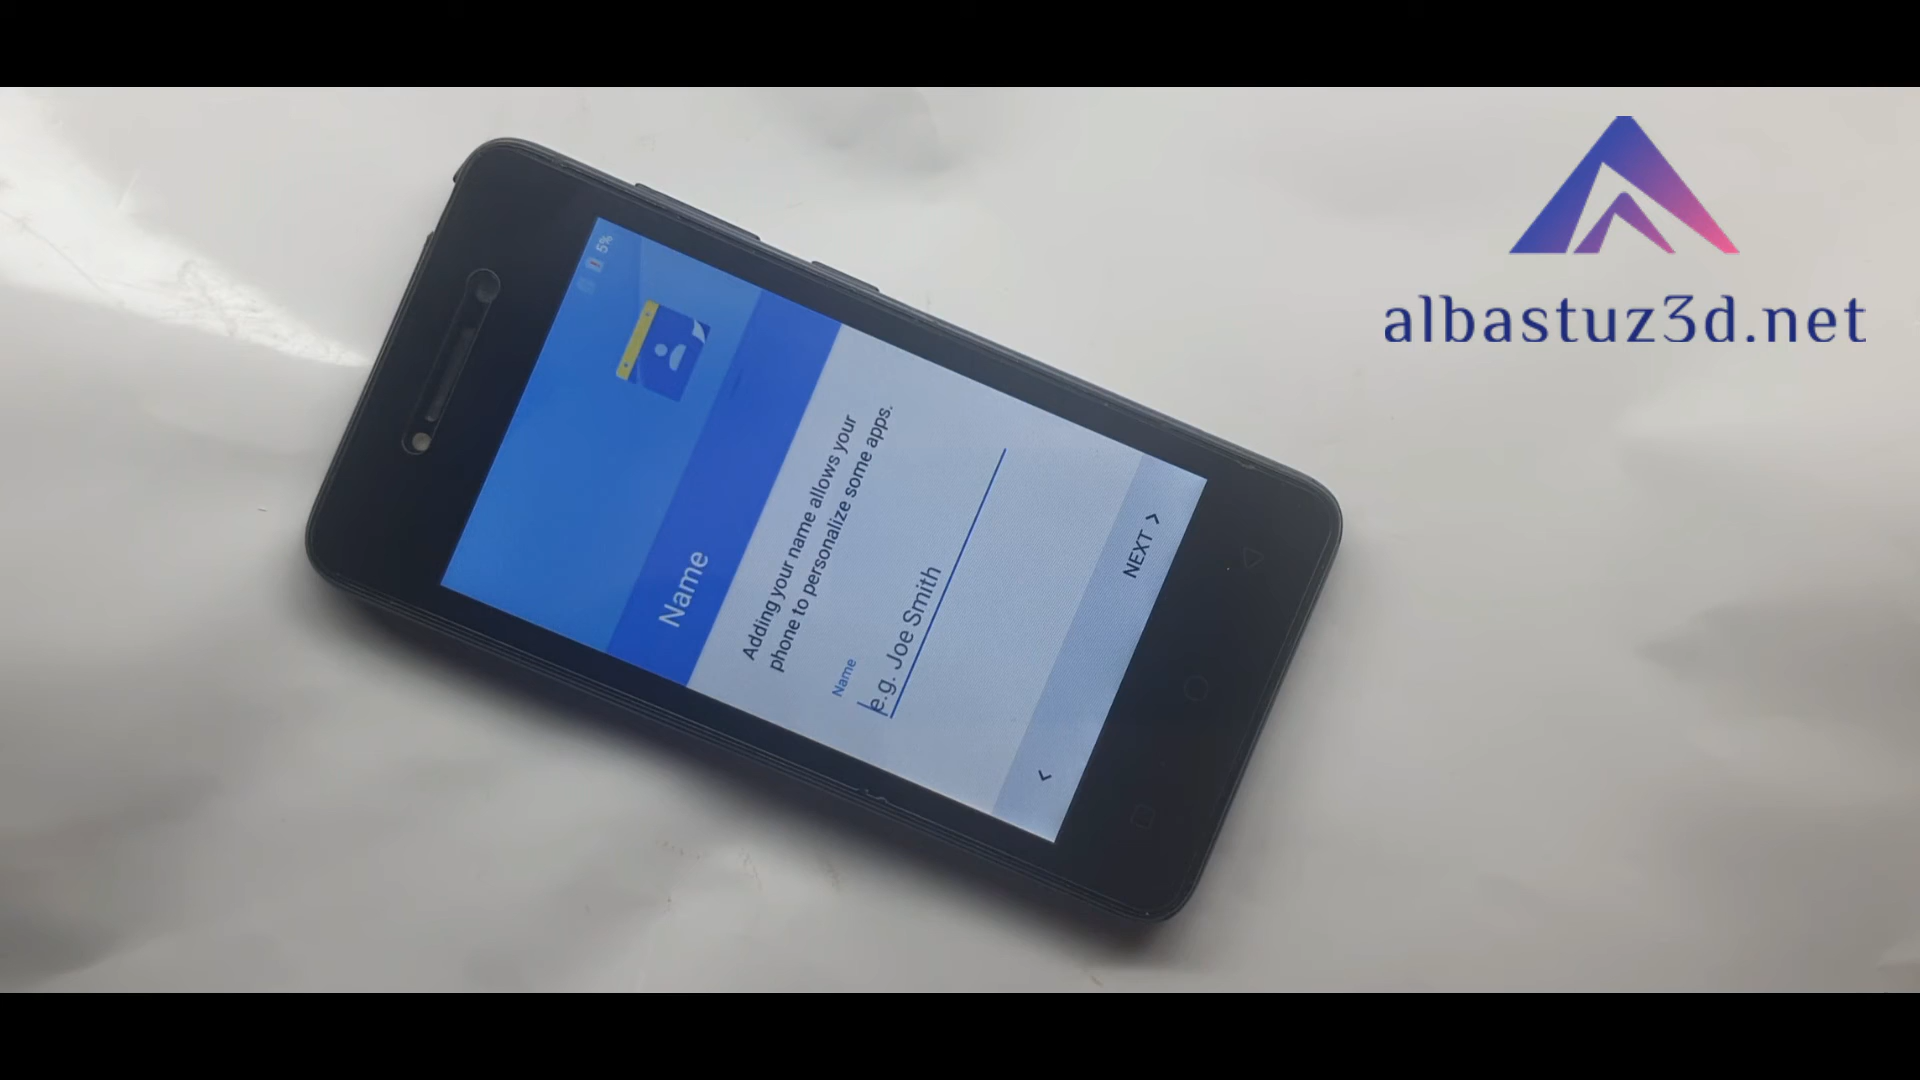 5%
Name
Adding your name allows your
phone to personalize some apps.
Name
e.g. Joe Smith
NEXT >
<
albastuz3d.net